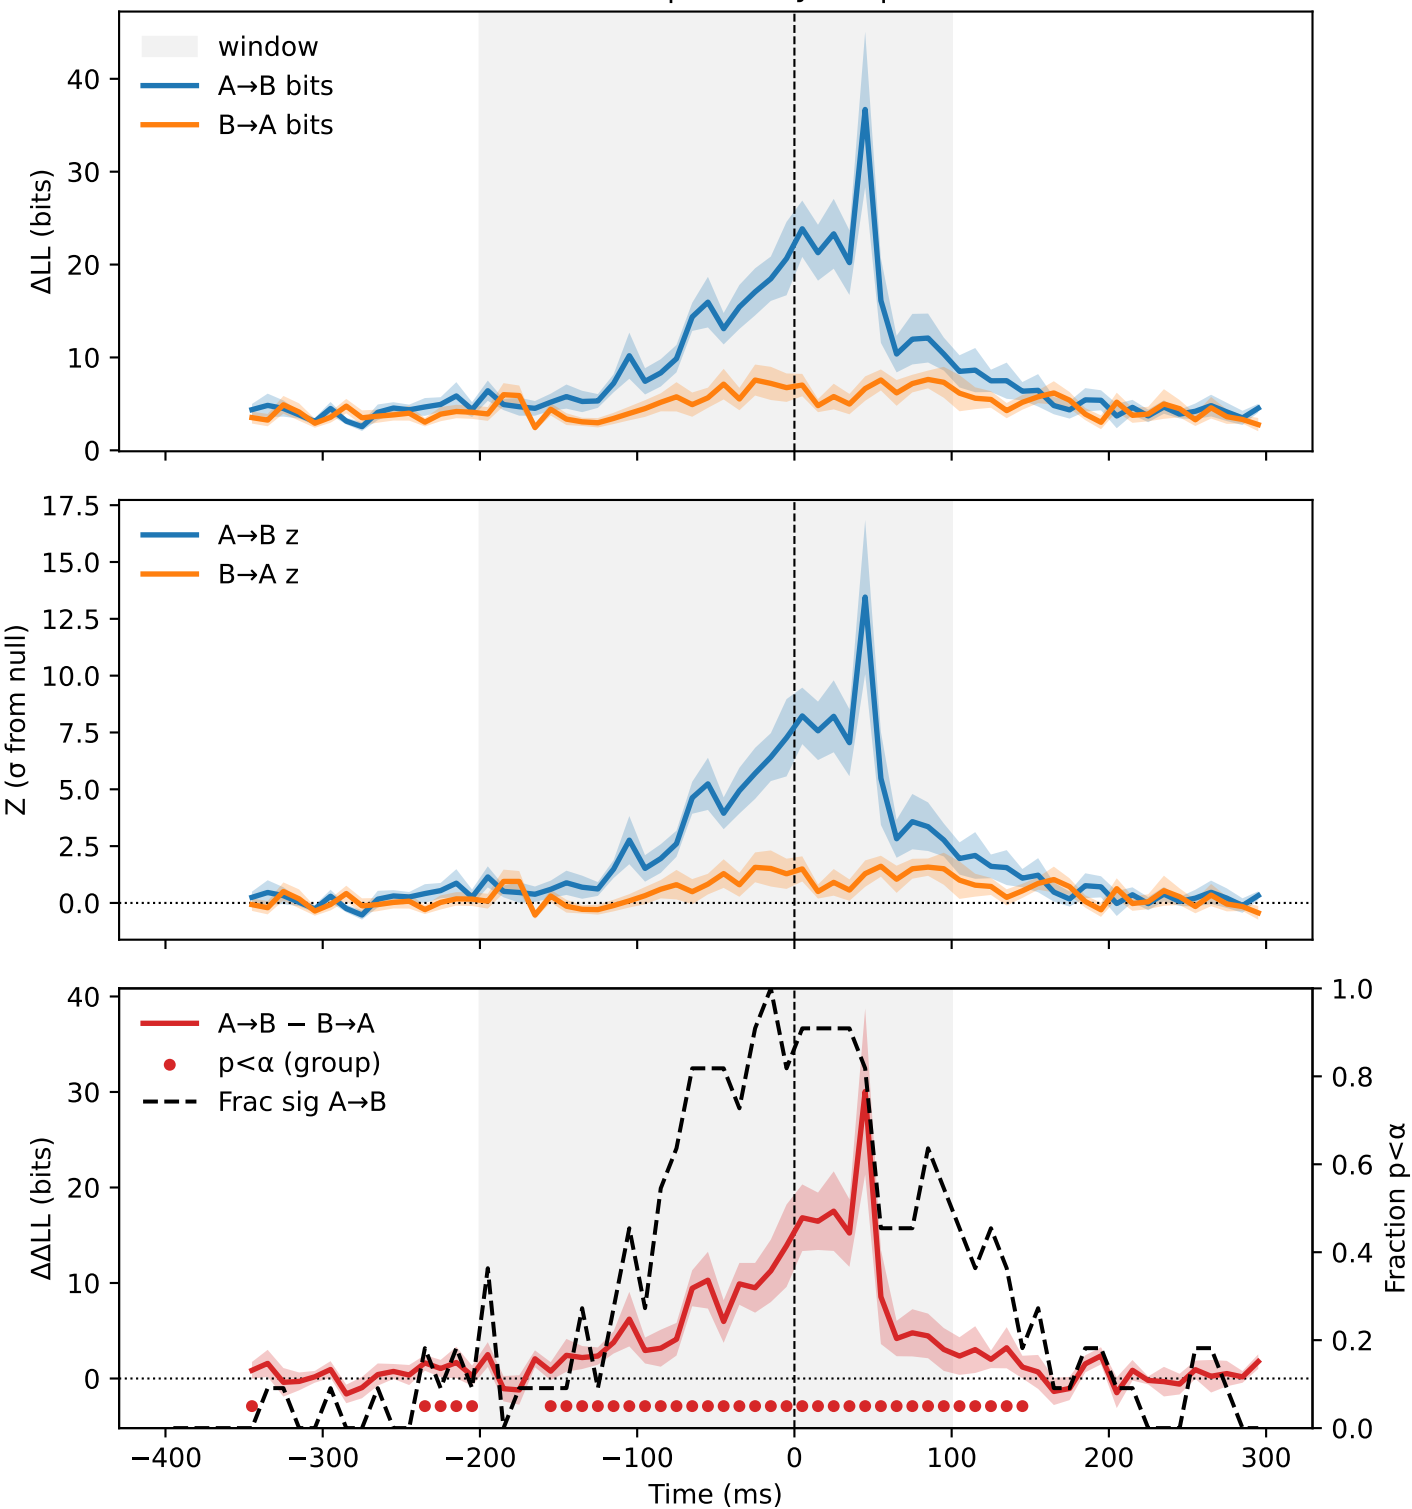 window
A→B bits
B→A bits
40
30
20
10
0
ΔLL (bits)
A→B z
B→A z
17.5
15.0
12.5
10.0
7.5
5.0
2.5
0.0
Z (σ from null)
A→B − B→A
p<α (group)
Frac sig A→B
40
30
20
10
0
ΔΔLL (bits)
1.0
0.8
0.6
0.4
0.2
0.0
Fraction p<α
−400 −300 −200 −100 0 100 200 300
Time (ms)